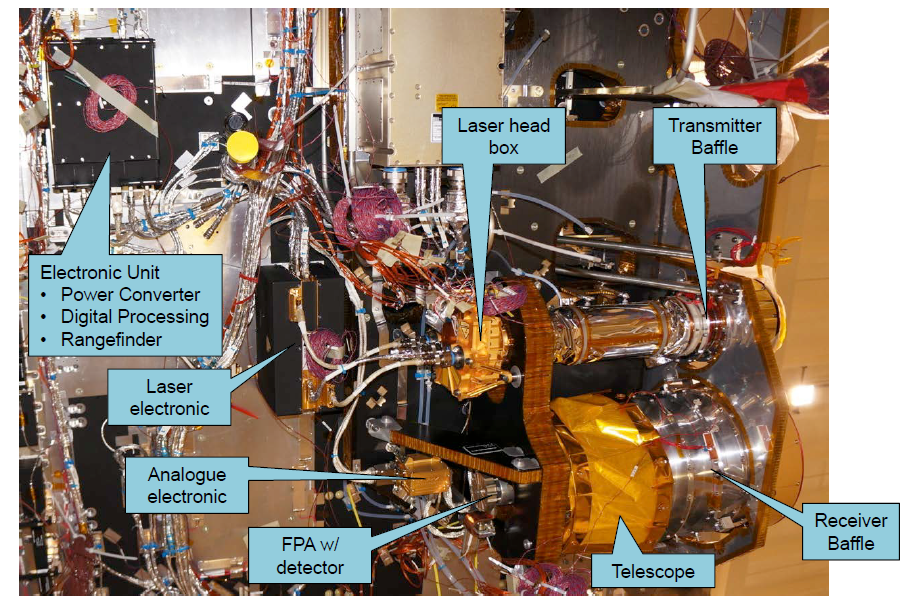 Laser head
box
Transmitter
Baffle
Electronic Unit
• Power Converter
• Digital Processing
• Rangefinder
Laser
electronic
Analogue
electronic
FPA w/
detector
Telescope
Receiver
Baffle